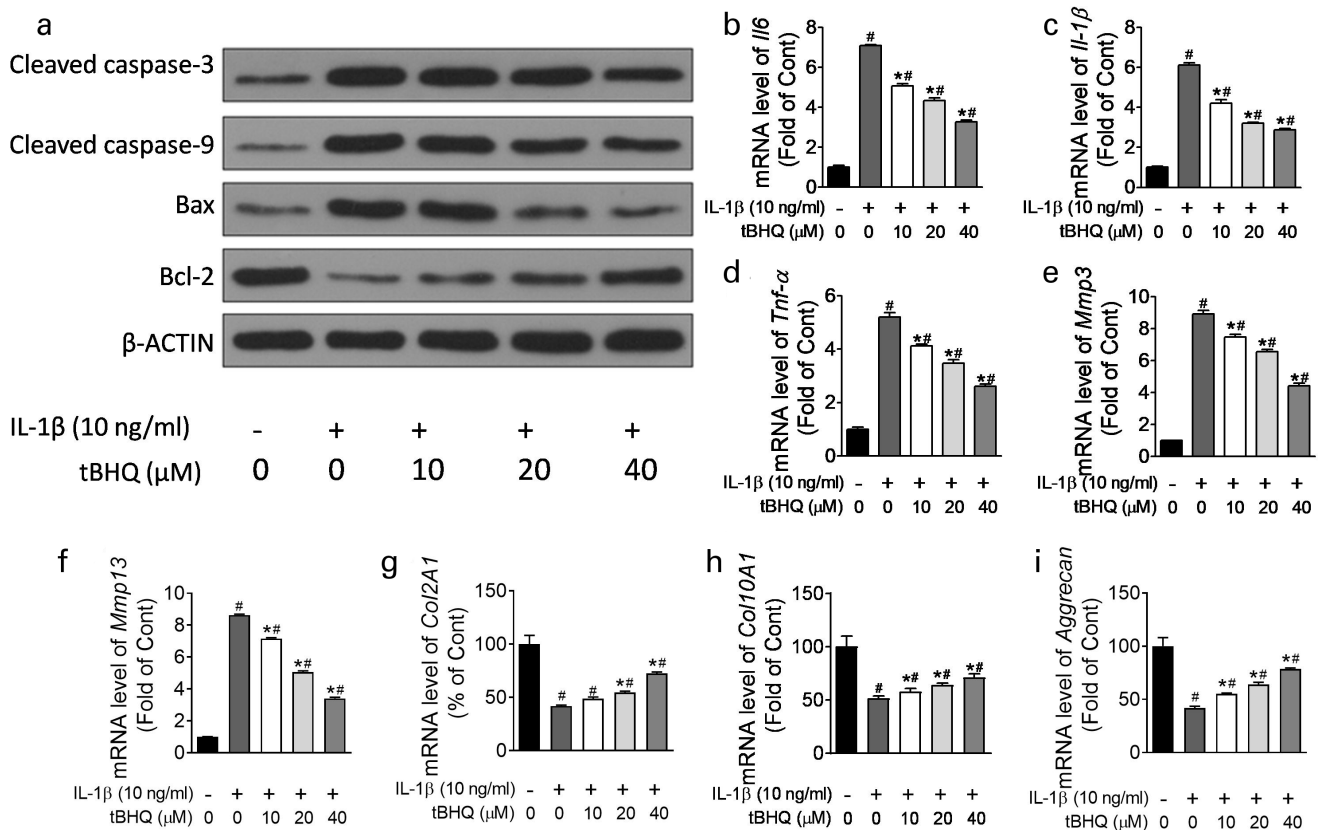 a
Cleaved caspase-3
Cleaved caspase-9
Bax
Bcl-2
β-ACTIN
IL-1β (10 ng/ml) - + + + +
tBHQ (μM) 0 0 10 20 40
b
mRNA level of Il6
(Fold of Cont)
8
6
4
2
0
# *# *# *#
IL-1β (10 ng/ml) - + + + +
tBHQ (μM) 0 0 10 20 40
c
mRNA level of Il-1β
(Fold of Cont)
8
6
4
2
0
# *# *# *#
IL-1β (10 ng/ml) - + + + +
tBHQ (μM) 0 0 10 20 40
d
mRNA level of Tnf-α
(Fold of Cont)
6
4
2
0
# *# *# *#
IL-1β (10 ng/ml) - + + + +
tBHQ (μM) 0 0 10 20 40
e
mRNA level of Mmp3
(Fold of Cont)
10
8
6
4
2
0
# *# *# *#
IL-1β (10 ng/ml) - + + + +
tBHQ (μM) 0 0 10 20 40
f
mRNA level of Mmp13
(Fold of Cont)
10
8
6
4
2
0
# *# *# *#
IL-1β (10 ng/ml) - + + + +
tBHQ (μM) 0 0 10 20 40
g
mRNA level of Col2A1
(% of Cont)
150
100
50
0
# # *# *#
IL-1β (10 ng/ml) - + + + +
tBHQ (μM) 0 0 10 20 40
h
mRNA level of Col10A1
(Fold of Cont)
150
100
50
0
# *# *# *#
IL-1β (10 ng/ml) - + + + +
tBHQ (μM) 0 0 10 20 40
i
mRNA level of Aggrecan
(Fold of Cont)
150
100
50
0
# *# *# *#
IL-1β (10 ng/ml) - + + + +
tBHQ (μM) 0 0 10 20 40